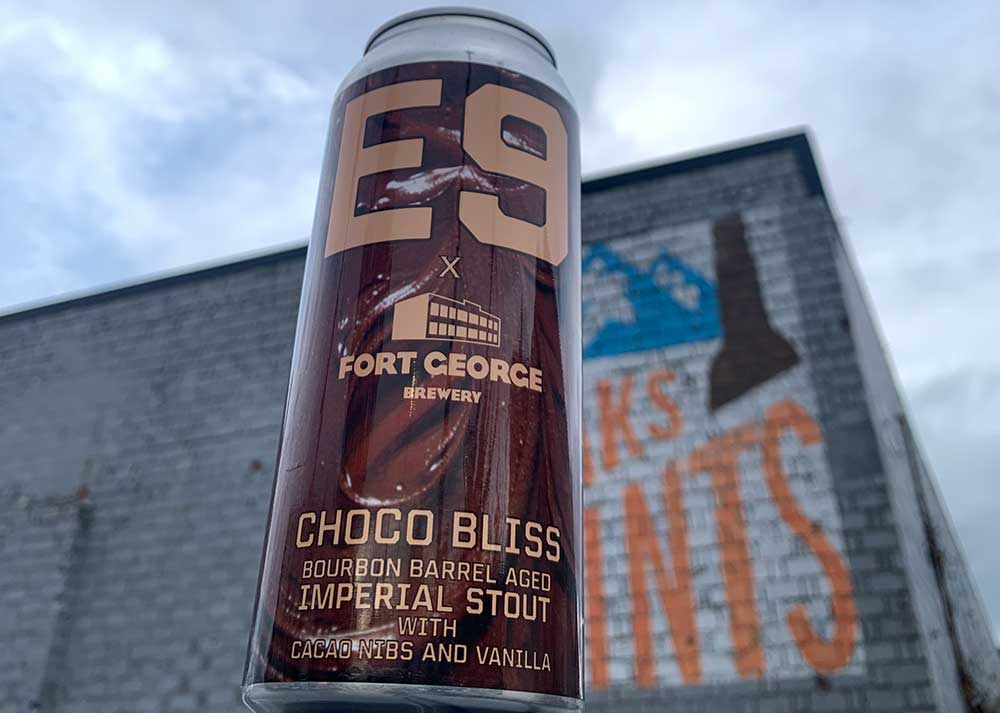 E9
X
FORT GEORGE
BREWERY
CHOCO BLISS
BOURBON BARREL AGED
IMPERIAL STOUT
WITH
CACAO NIBS AND VANILLA